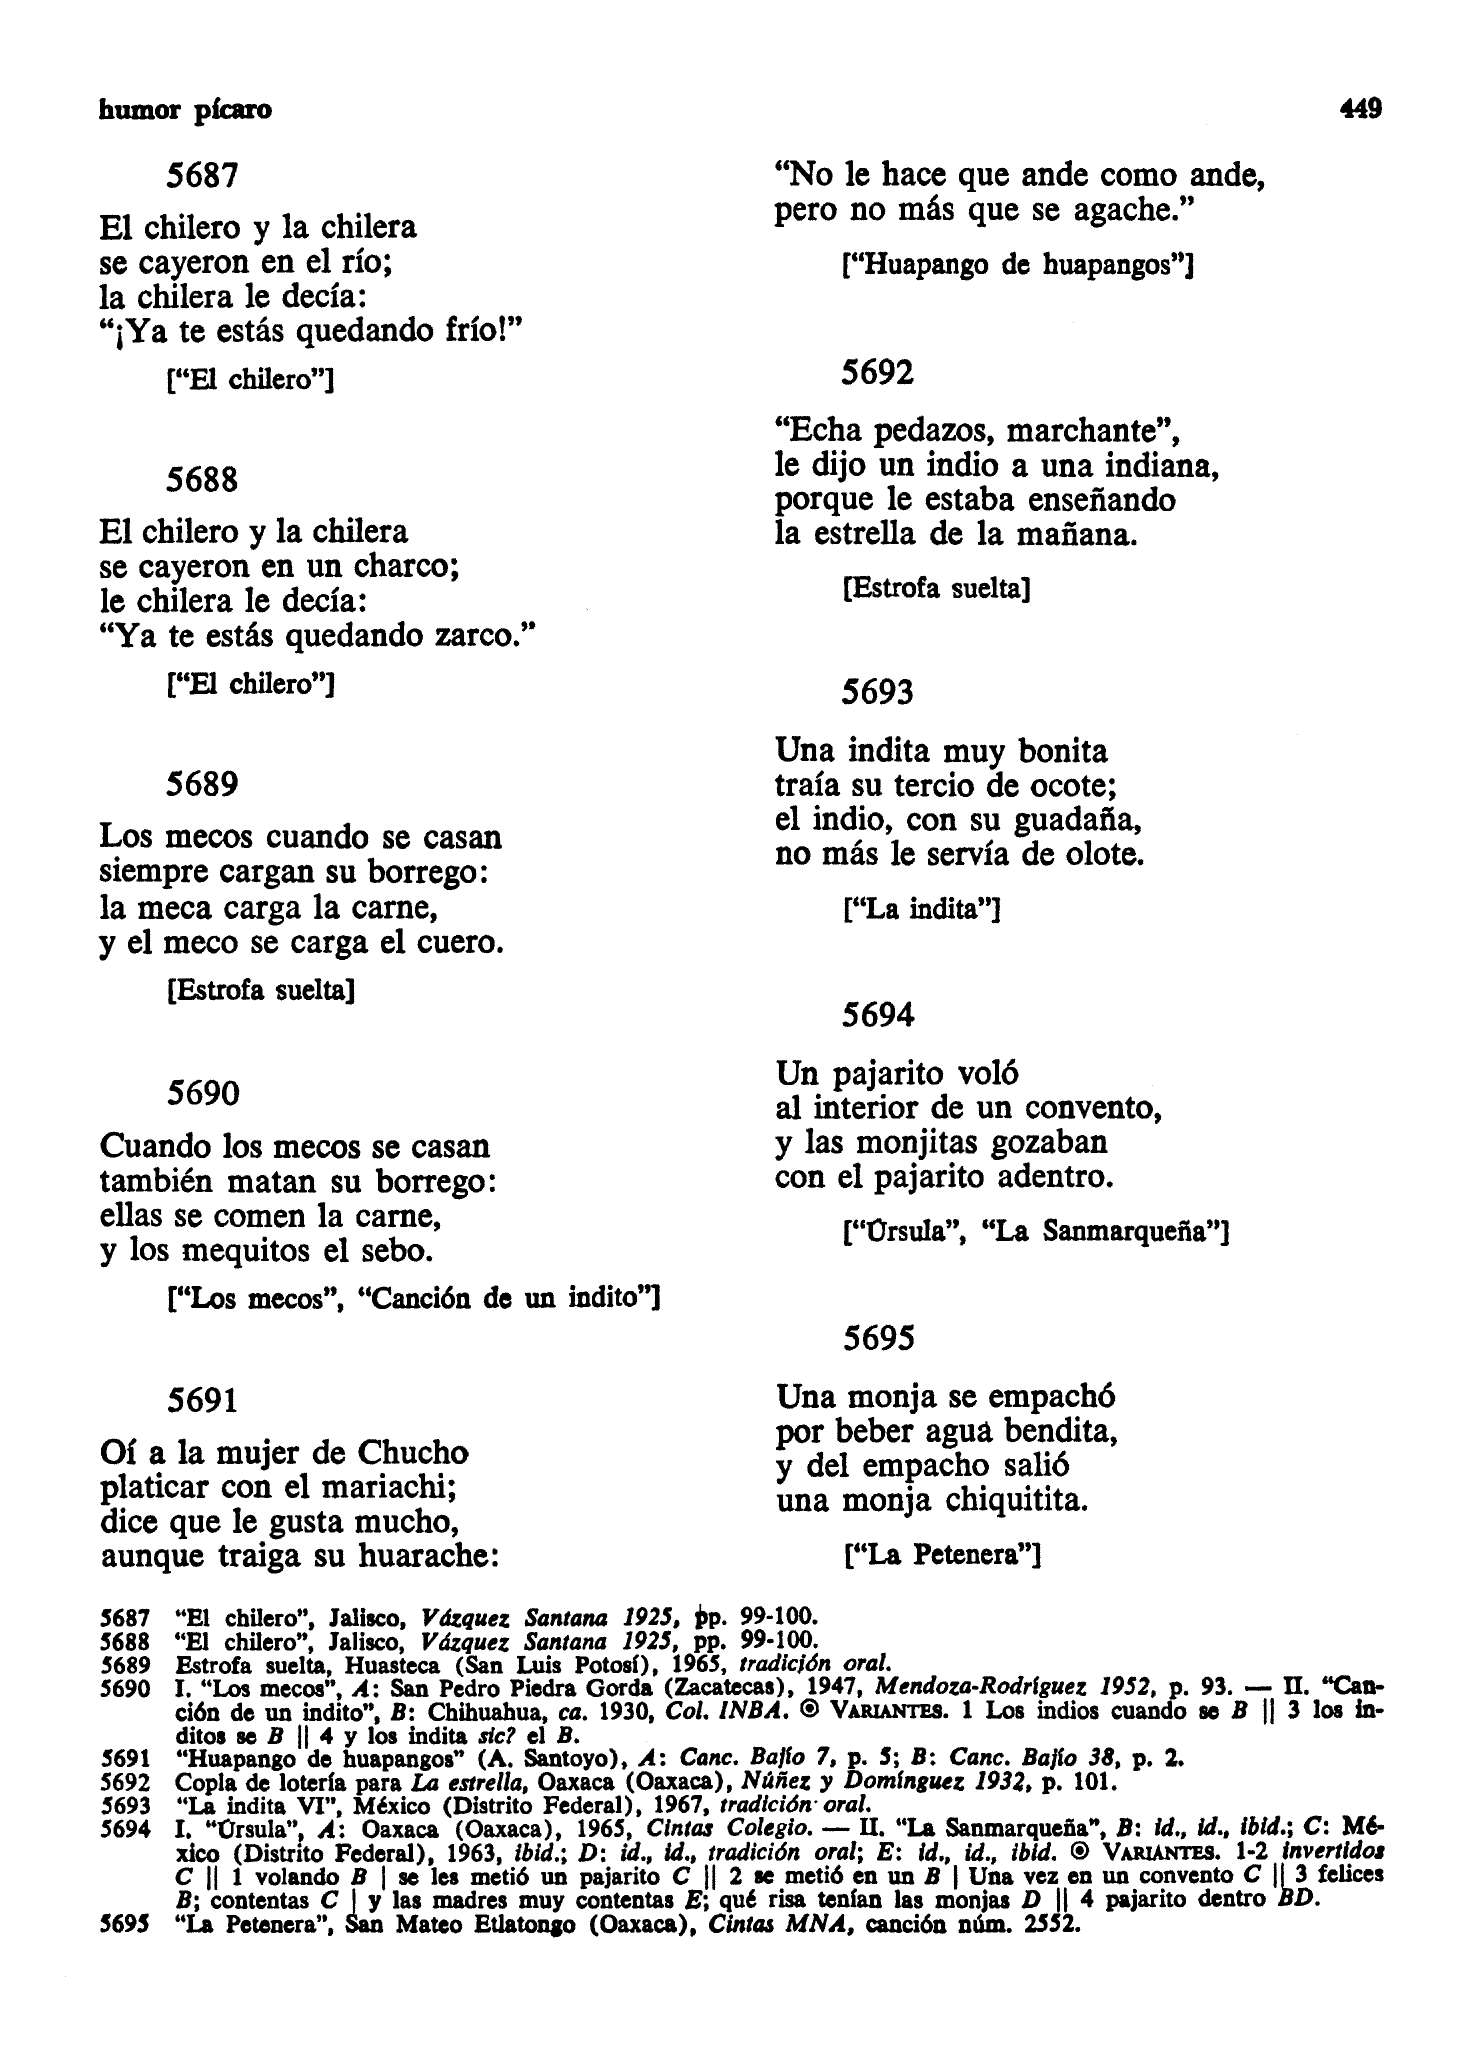 humor pícaro 449
5687
El chilero y la chilera
se cayeron en el río;
la chilera le decía:
“¡Ya te estás quedando frío!”
[“El chilero”]
5688
El chilero y la chilera
se cayeron en un charco;
le chilera le decía:
“Ya te estás quedando zarco.”
[“El chilero”]
5689
Los mecos cuando se casan
siempre cargan su borrego:
la meca carga la carne,
y el meco se carga el cuero.
[Estrofa suelta]
5690
Cuando los mecos se casan
también matan su borrego:
ellas se comen la carne,
y los mequitos el sebo.
[“Los mecos”, “Canción de un indito”]
5691
Oí a la mujer de Chucho
platicar con el mariachi;
dice que le gusta mucho,
aunque traiga su huarache:
“No le hace que ande como ande,
pero no más que se agache.”
[“Huapango de huapangos”]
5692
“Echa pedazos, marchante”,
le dijo un indio a una indiana,
porque le estaba enseñando
la estrella de la mañana.
[Estrofa suelta]
5693
Una indita muy bonita
traía su tercio de ocote;
el indio, con su guadaña,
no más le servía de olote.
[“La indita”]
5694
Un pajarito voló
al interior de un convento,
y las monjitas gozaban
con el pajarito adentro.
[“Úrsula”, “La Sanmarqueña”]
5695
Una monja se empachó
por beber agua bendita,
y del empacho salió
una monja chiquitita.
[“La Petenera”]
5687 “El chilero”, Jalisco, Vázquez Santana 1925, pp. 99-100.
5688 “El chilero”, Jalisco, Vázquez Santana 1925, pp. 99-100.
5689 Estrofa suelta, Huasteca (San Luis Potosí), 1965, tradición oral.
5690 I. “Los mecos”, A: San Pedro Piedra Gorda (Zacatecas), 1947, Mendoza-Rodríguez 1952, p. 93. — II. “Can-
ción de un indito”, B: Chihuahua, ca. 1930, Col. INBA. ® VARIANTES. 1 Los indios cuando se B || 3 los in-
ditos se B || 4 y los indita sic? el B.
5691 “Huapango de huapangos” (A. Santoyo), A: Canc. Bajío 7, p. 5; B: Canc. Bajío 38, p. 2.
5692 Copla de lotería para La estrella, Oaxaca (Oaxaca), Núñez y Domínguez 1932, p. 101.
5693 “La indita VI”, México (Distrito Federal), 1967, tradición oral.
5694 I. “Úrsula”, A: Oaxaca (Oaxaca), 1965, Cintas Colegio. — II. “La Sanmarqueña”, B: id., id., ibid.; C: Mé-
xico (Distrito Federal), 1963, ibid.; D: id., id., tradición oral; E: id., id., ibid. ® VARIANTES. 1-2 invertidos
C || 1 volando B | se les metió un pajarito C || 2 se metió en un B | Una vez en un convento C || 3 felices
B; contentas C | y las madres muy contentas E; qué risa tenían las monjas D || 4 pajarito dentro BD.
5695 “La Petenera”, San Mateo Etlatongo (Oaxaca), Cintas MNA, canción núm. 2552.